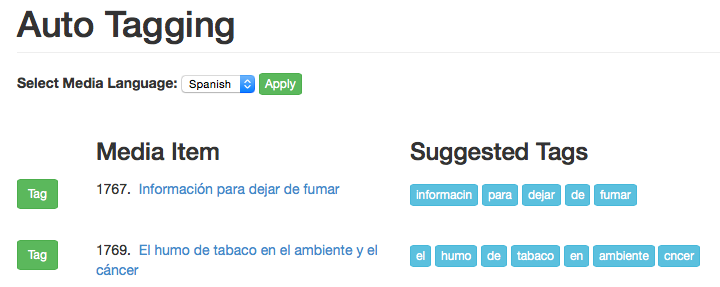 Auto Tagging
Select Media Language: Spanish Apply
Media Item Suggested Tags
Tag 1767. Información para dejar de fumar informacin para dejar de fumar
Tag 1769. El humo de tabaco en el ambiente y el el humo de tabaco en ambiente cncer
cáncer